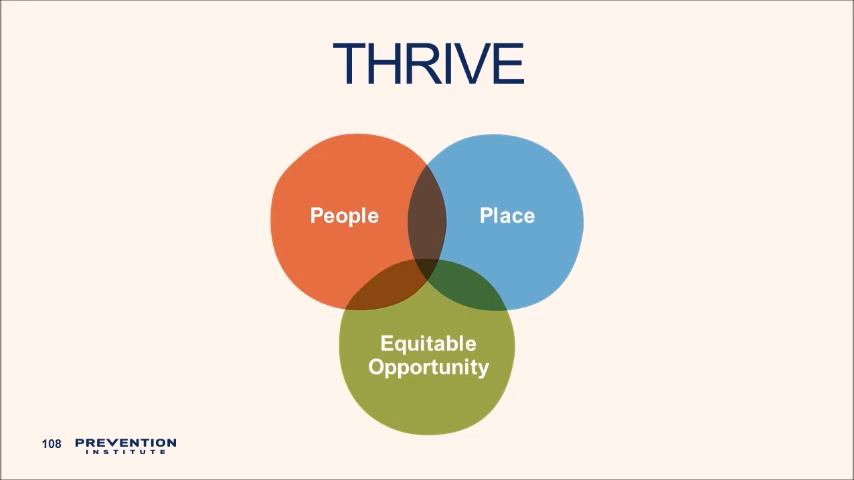 THRIVE
People
Place
Equitable
Opportunity
108 PREVENTION
INSTITUTE